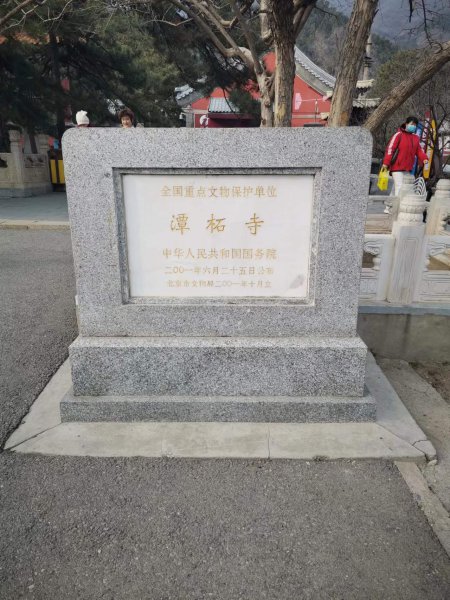 全国重点文物保护单位
潭柘寺
中华人民共和国国务院
二〇〇一年六月二十五日公布
北京市文物局二〇〇一年十月立